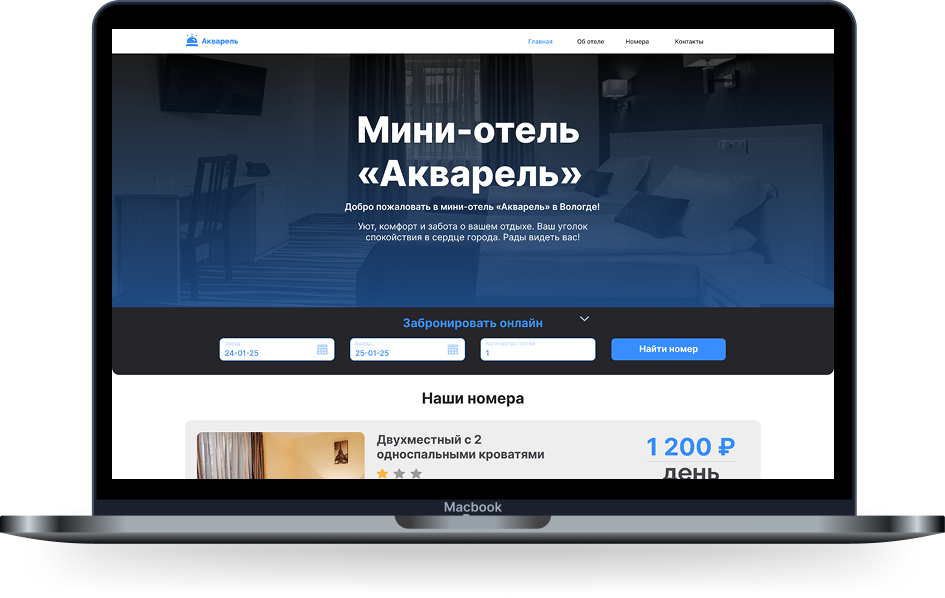 Акварель
Главная
Об отеле
Номера
Контакты
Мини-отель
«Акварель»
Добро пожаловать в мини-отель «Акварель» в Вологде!
Уют, комфорт и забота о вашем отдыхе. Ваш уголок
спокойствия в сердце города. Рады видеть вас!
Забронировать онлайн
Заезд
Выезд
Количество гостей
24-01-25
25-01-25
1
Найти номер
Наши номера
Двухместный с 2
односпальными кроватями
1 200 ₽
день
Macbook